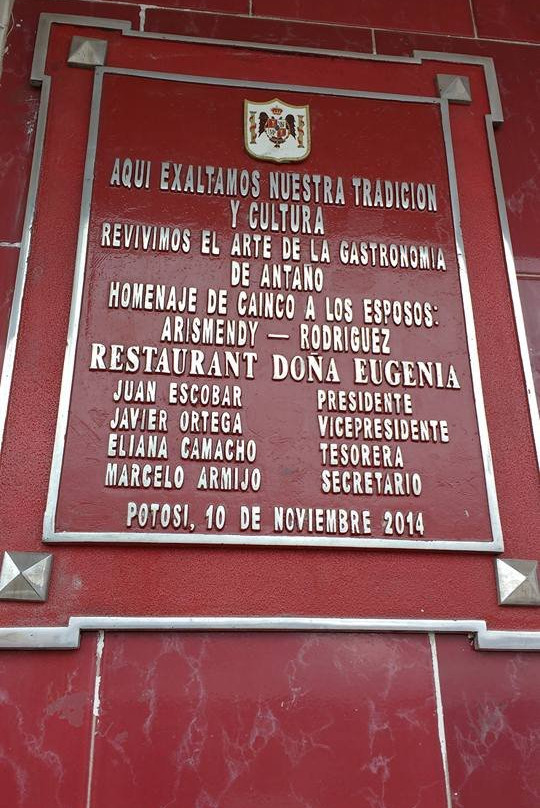 AQUI EXALTAMOS NUESTRA TRADICION
Y CULTURA
REVIVIMOS EL ARTE DE LA GASTRONOMIA
DE ANTAÑO
HOMENAJE DE CAINCO A LOS ESPOSOS:
ARISMENDY — RODRIGUEZ
RESTAURANT DOÑA EUGENIA
JUAN ESCOBAR PRESIDENTE
JAVIER ORTEGA VICEPRESIDENTE
ELIANA CAMACHO TESORERA
MARCELO ARMIJO SECRETARIO
POTOSI, 10 DE NOVIEMBRE 2014